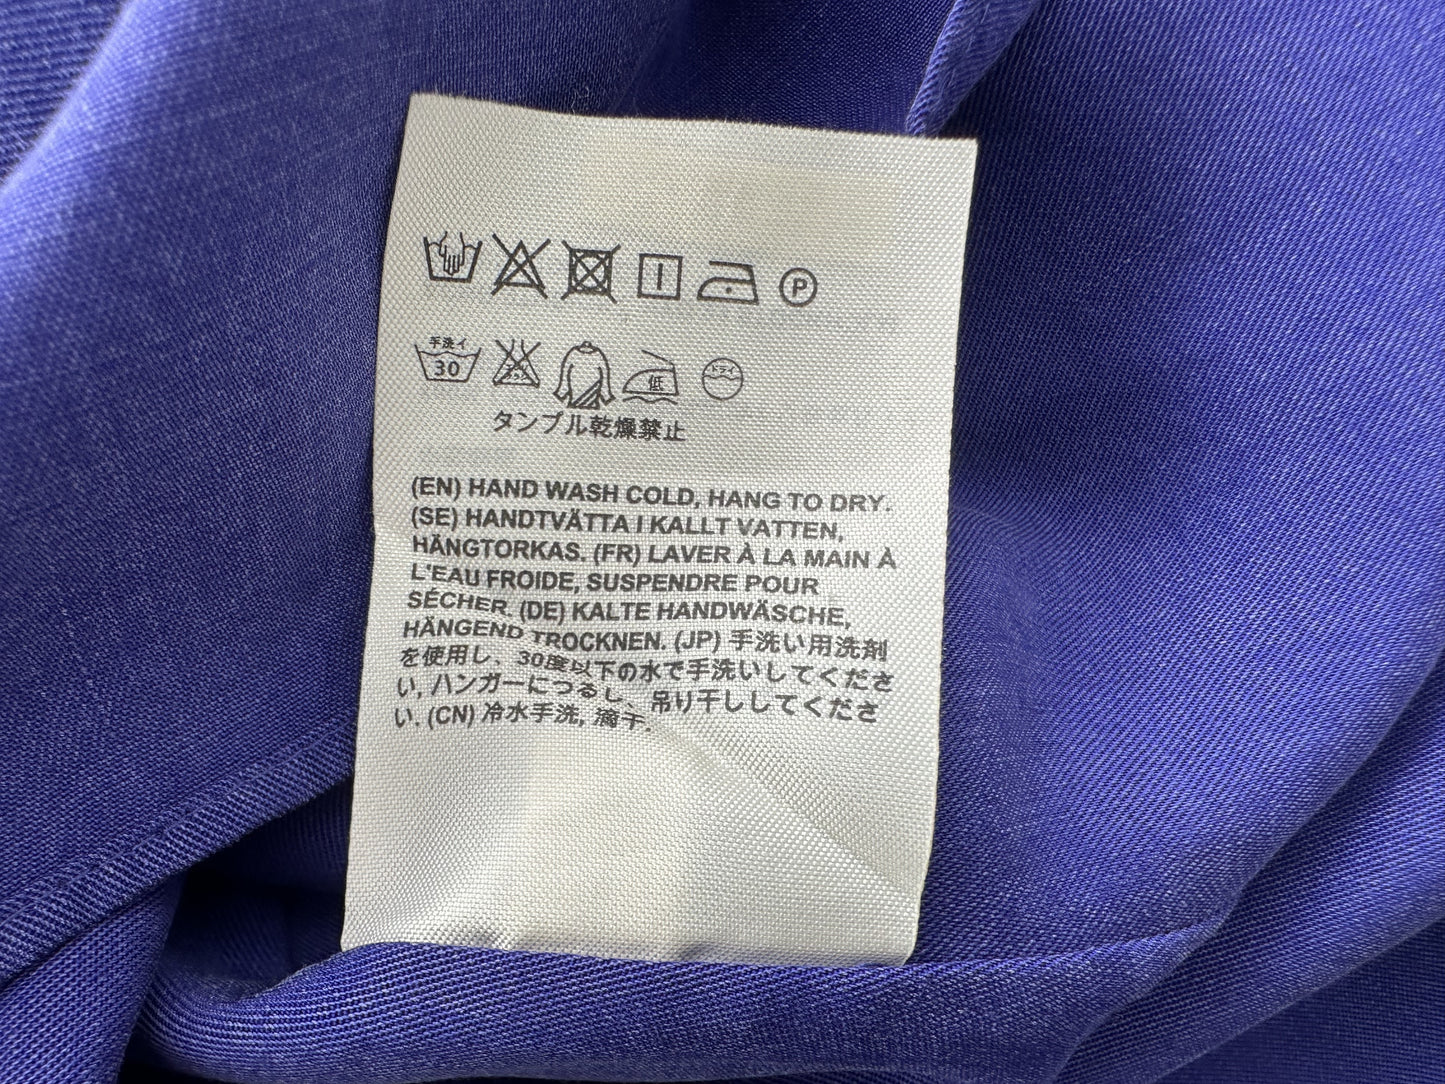 P
手洗イ
30
低
ドライ
タンブル乾燥禁止
(EN) HAND WASH COLD, HANG TO DRY.
(SE) HANDTVÄTTA I KALLT VATTEN,
HÄNGTORKAS. (FR) LAVER À LA MAIN À
L'EAU FROIDE, SUSPENDRE POUR
SÉCHER. (DE) KALTE HANDWÄSCHE,
HÄNGEND TROCKNEN. (JP) 手洗い用洗剤
を使用し、30度以下の水で手洗いしてくださ
い, ハンガーにつるし、吊り干ししてくださ
い. (CN) 冷水手洗, 滴干.